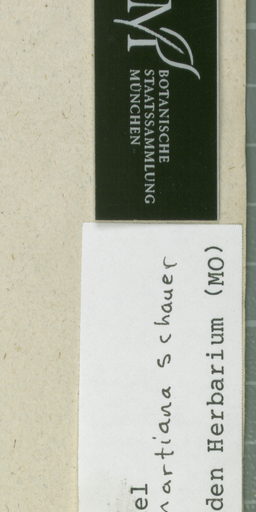 M
BOTANISCHE
STAATSSAMMLUNG
MÜNCHEN
el
martiana schauer
den Herbarium (MO)